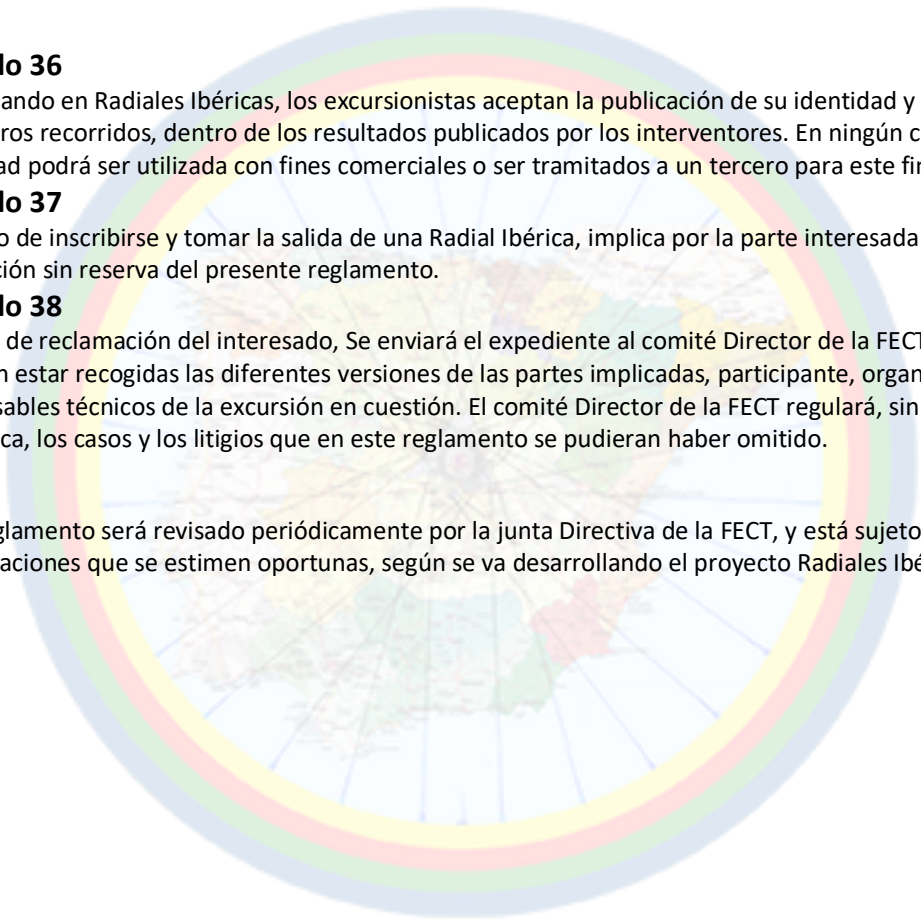 lo 36
ando en Radiales Ibéricas, los excursionistas aceptan la publicación de su identidad y
ros recorridos, dentro de los resultados publicados por los interventores. En ningún c
ad podrá ser utilizada con fines comerciales o ser tramitados a un tercero para este fin
lo 37
o de inscribirse y tomar la salida de una Radial Ibérica, implica por la parte interesada
ción sin reserva del presente reglamento.
lo 38
de reclamación del interesado, Se enviará el expediente al comité Director de la FECT
n estar recogidas las diferentes versiones de las partes implicadas, participante, organ
sables técnicos de la excursión en cuestión. El comité Director de la FECT regulará, sin
ca, los casos y los litigios que en este reglamento se pudieran haber omitido.
glamento será revisado periódicamente por la junta Directiva de la FECT, y está sujeto
aciones que se estimen oportunas, según se va desarrollando el proyecto Radiales Ibé